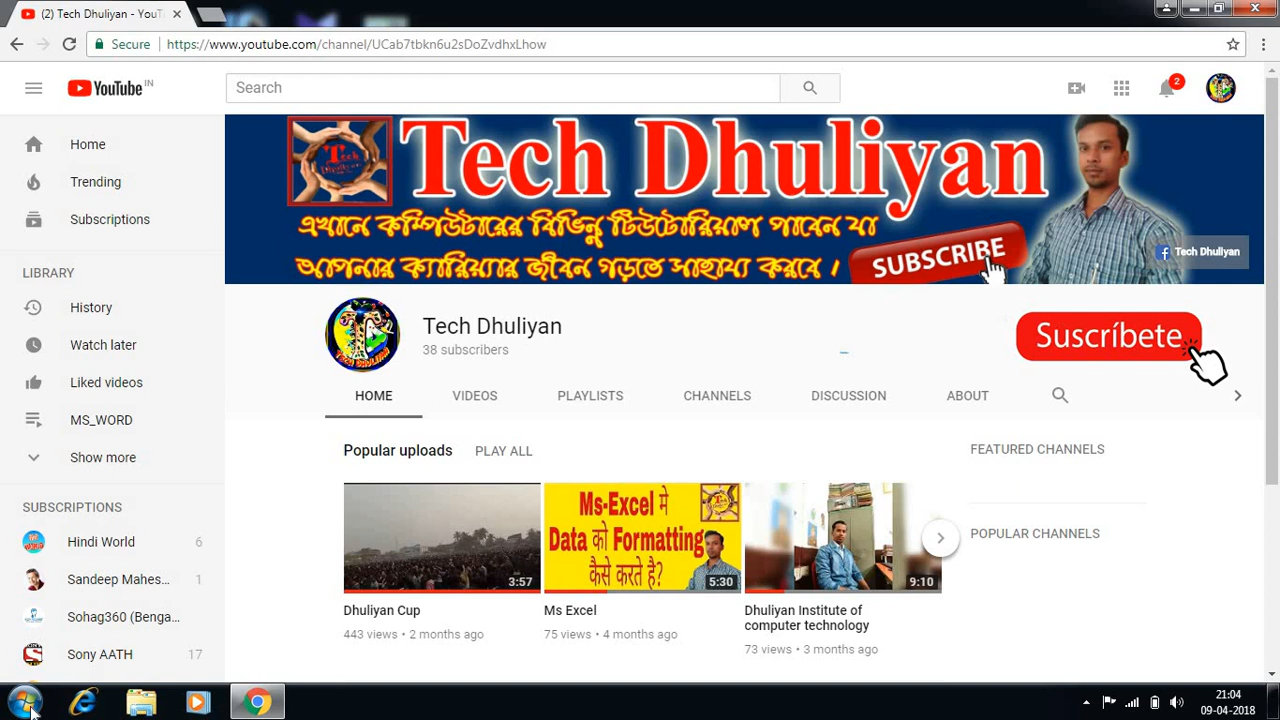 (2) Tech Dhuliyan - YouT
Secure
https://www.youtube.com/channel/UCab7tbkn6u2sDoZvdhxLhow
YouTube IN
Search
2
Home
Trending
Subscriptions
LIBRARY
History
Watch later
Liked videos
MS_WORD
Show more
SUBSCRIPTIONS
Hindi World 6
Sandeep Mahes... 1
Sohag360 (Benga...
Sony AATH 17
Tech Dhuliyan
Tech Dhuliyan
এখানে কম্পিউটারের বিভিন্ন টিউটোরিয়াল পাবেন যা
আপনার ক্যারিয়ার জীবন গড়তে সাহায্য করবে ।
SUBSCRIBE
Tech Dhuliyan
TECH DHULIYAN
Tech Dhuliyan
38 subscribers
Suscríbete
HOME VIDEOS PLAYLISTS CHANNELS DISCUSSION ABOUT
Popular uploads PLAY ALL
3:57
Dhuliyan Cup
443 views • 2 months ago
Ms-Excel मे
Data को Formatting
कैसे करते है?
5:30
Ms Excel
75 views • 4 months ago
9:10
Dhuliyan Institute of
computer technology
73 views • 3 months ago
FEATURED CHANNELS
POPULAR CHANNELS
21:04
09-04-2018